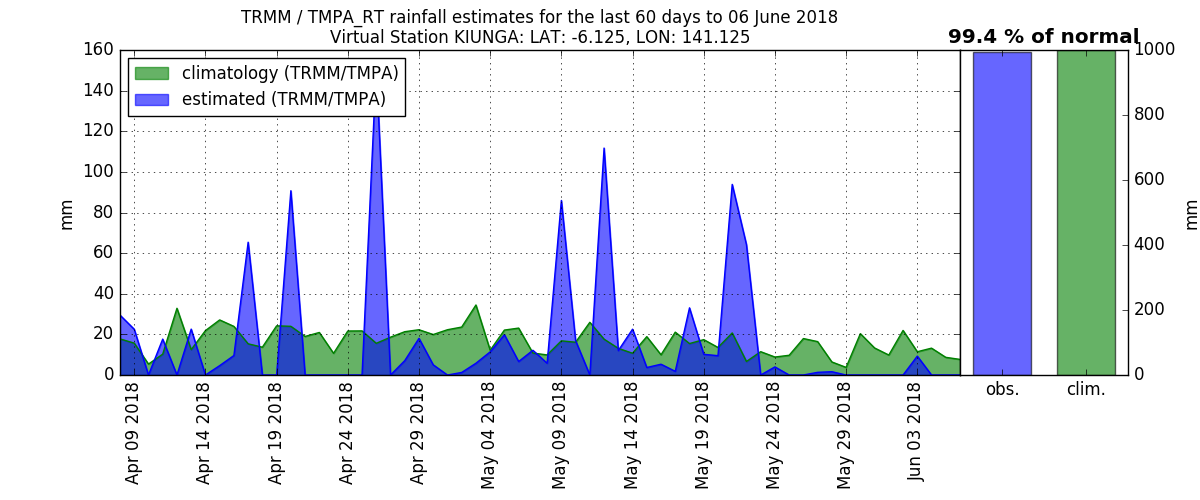 TRMM / TMPA_RT rainfall estimates for the last 60 days to 06 June 2018
Virtual Station KIUNGA: LAT: -6.125, LON: 141.125
99.4 % of normal
climatology (TRMM/TMPA)
estimated (TRMM/TMPA)
mm
160
140
120
100
80
60
40
20
0
Apr 09 2018
Apr 14 2018
Apr 19 2018
Apr 24 2018
Apr 29 2018
May 04 2018
May 09 2018
May 14 2018
May 19 2018
May 24 2018
May 29 2018
Jun 03 2018
obs.
clim.
1000
800
600
400
200
0
mm